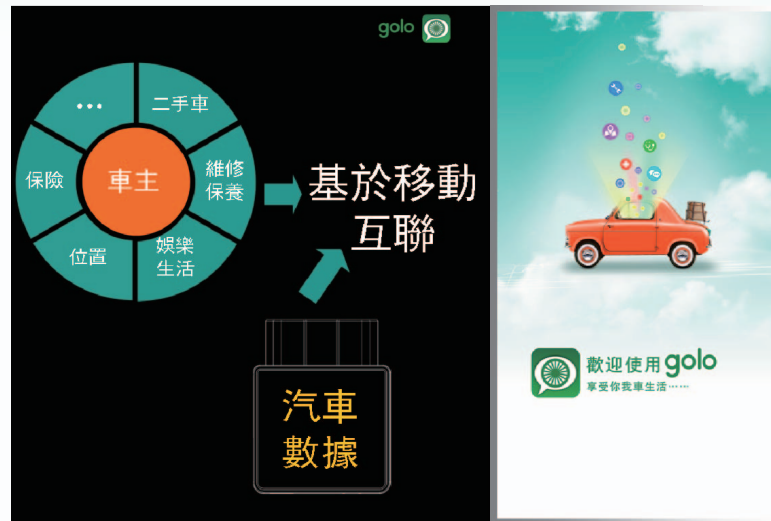 golo
...
二手車
保險
車主
維修
保養
位置
娛樂
生活
基於移動
互聯
汽車
數據
歡迎使用golo
享受你我車生活……